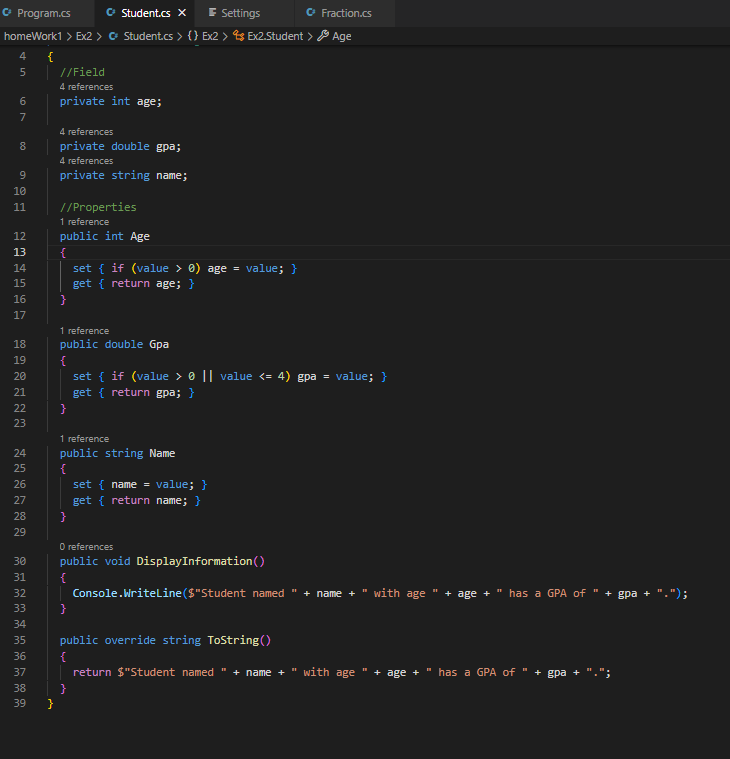 Program.cs Student.cs Settings Fraction.cs
homeWork1 > Ex2 > Student.cs > {} Ex2 > Ex2.Student > Age
4 {
5 //Field
4 references
6 private int age;
7
4 references
8 private double gpa;
4 references
9 private string name;
10
11 //Properties
1 reference
12 public int Age
13 {
14 set { if (value > 0) age = value; }
15 get { return age; }
16 }
17
1 reference
18 public double Gpa
19 {
20 set { if (value > 0 || value <= 4) gpa = value; }
21 get { return gpa; }
22 }
23
1 reference
24 public string Name
25 {
26 set { name = value; }
27 get { return name; }
28 }
29
0 references
30 public void DisplayInformation()
31 {
32 Console.WriteLine($"Student named " + name + " with age " + age + " has a GPA of " + gpa + ".");
33 }
34
35 public override string ToString()
36 {
37 return $"Student named " + name + " with age " + age + " has a GPA of " + gpa + ".";
38 }
39 }